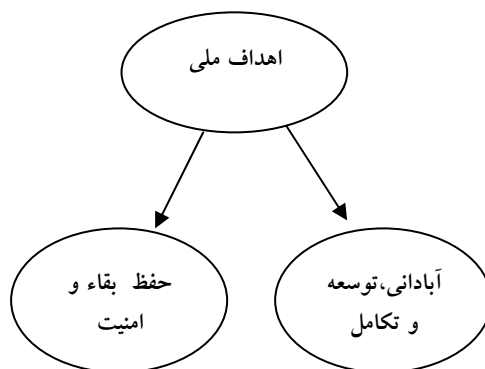 اهداف ملی
آبادانی،توسعه
و تکامل
حفظ بقاء و
امنیت